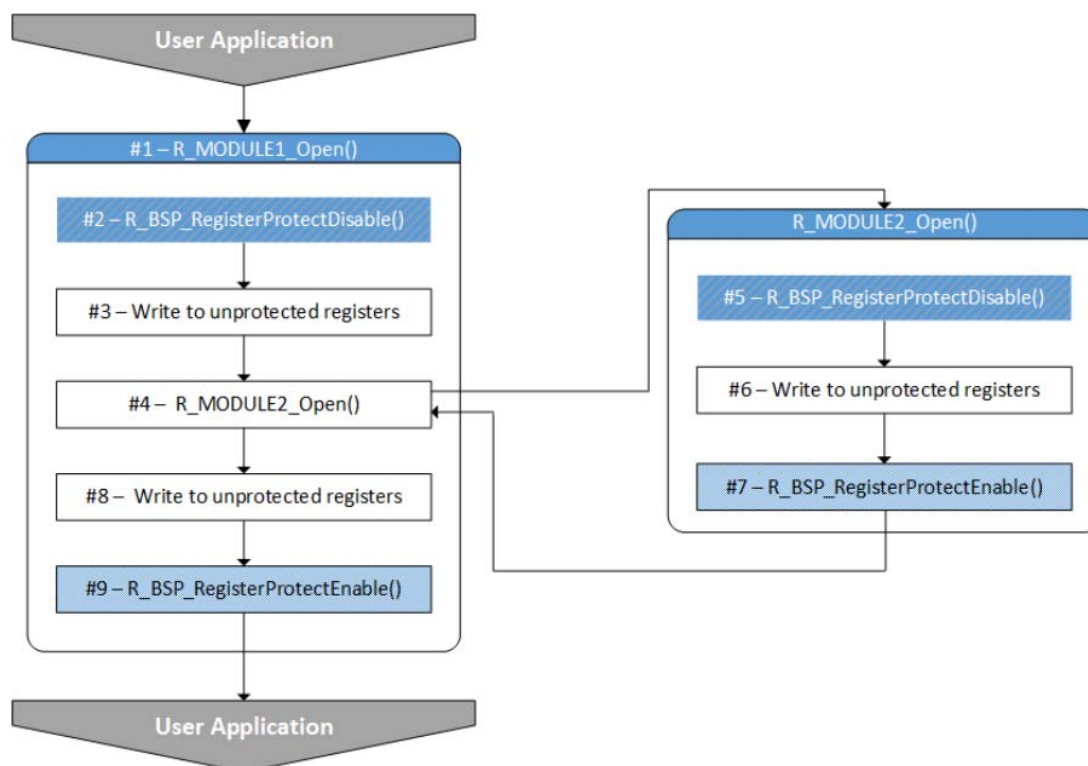 User Application
#1 – R_MODULE1_Open()
#2 – R_BSP_RegisterProtectDisable()
#3 – Write to unprotected registers
#4 –  R_MODULE2_Open()
#8 –  Write to unprotected registers
#9 – R_BSP_RegisterProtectEnable()
R_MODULE2_Open()
#5 – R_BSP_RegisterProtectDisable()
#6 – Write to unprotected registers
#7 – R_BSP_RegisterProtectEnable()
User Application